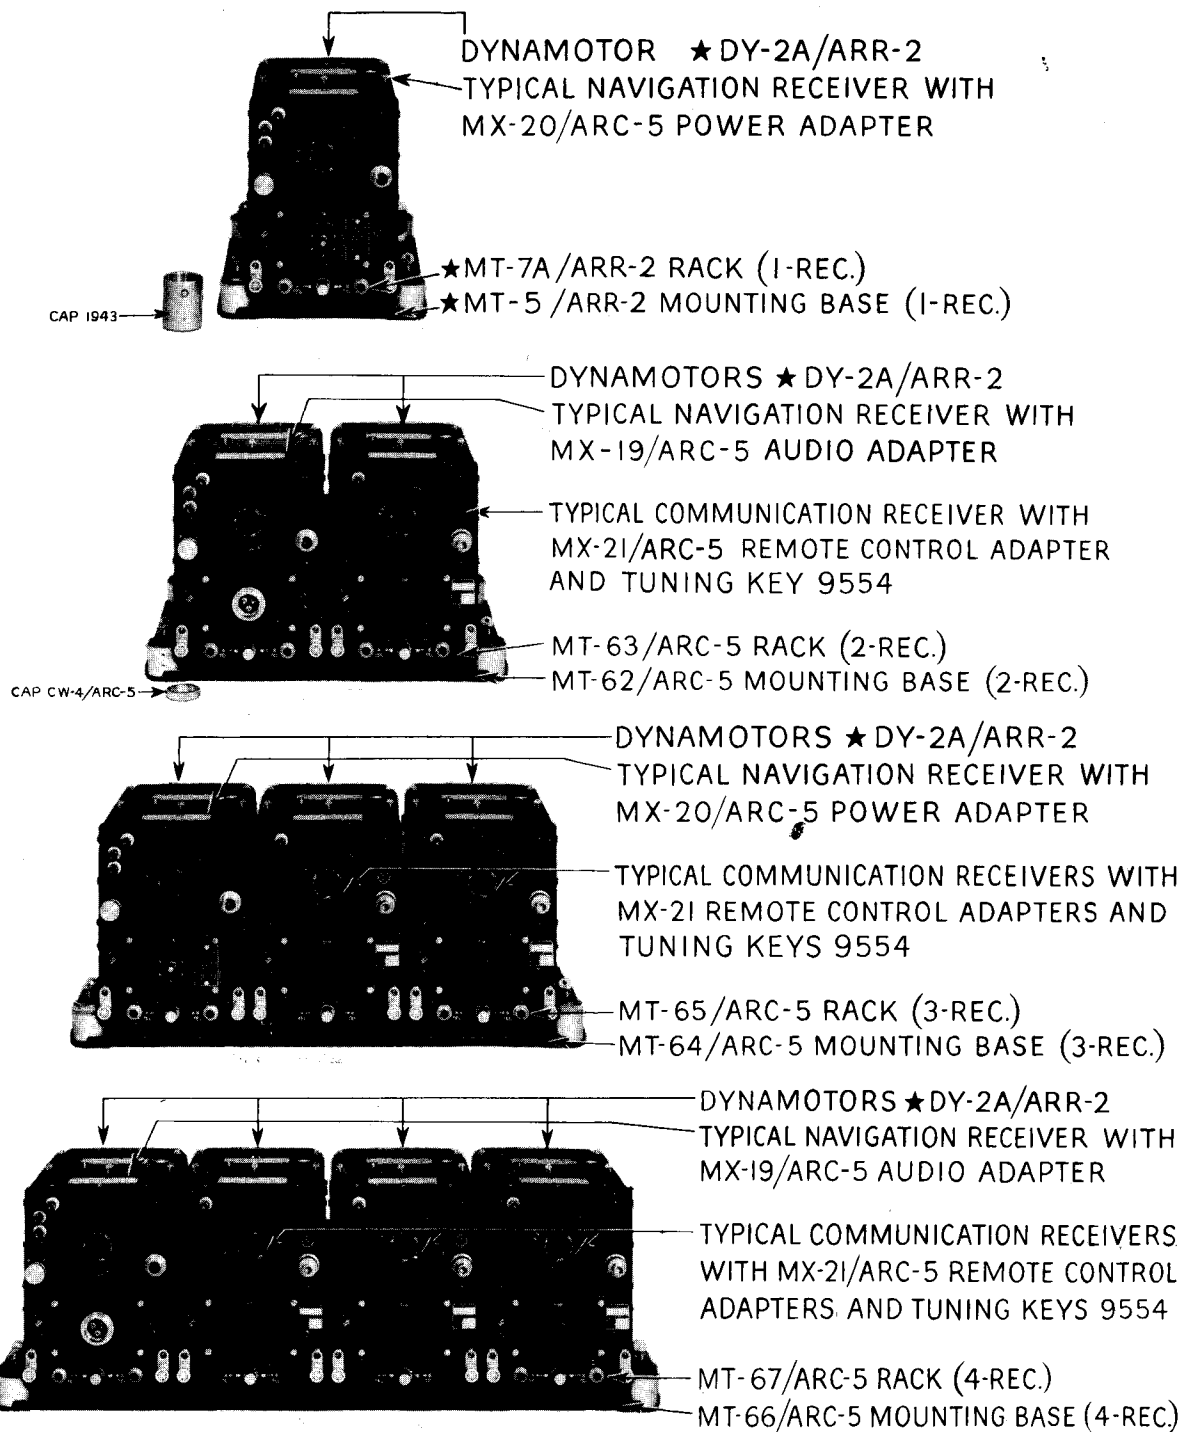 DYNAMOTOR ★ DY-2A/ARR-2
TYPICAL NAVIGATION RECEIVER WITH
MX-20/ARC-5 POWER ADAPTER
★MT-7A/ARR-2 RACK (1-REC.)
★MT-5/ARR-2 MOUNTING BASE (1-REC.)
CAP 1943
DYNAMOTORS ★ DY-2A/ARR-2
TYPICAL NAVIGATION RECEIVER WITH
MX-19/ARC-5 AUDIO ADAPTER
TYPICAL COMMUNICATION RECEIVER WITH
MX-21/ARC-5 REMOTE CONTROL ADAPTER
AND TUNING KEY 9554
MT-63/ARC-5 RACK (2-REC.)
MT-62/ARC-5 MOUNTING BASE (2-REC.)
CAP CW-4/ARC-5
DYNAMOTORS ★ DY-2A/ARR-2
TYPICAL NAVIGATION RECEIVER WITH
MX-20/ARC-5 POWER ADAPTER
TYPICAL COMMUNICATION RECEIVERS WITH
MX-21 REMOTE CONTROL ADAPTERS AND
TUNING KEYS 9554
MT-65/ARC-5 RACK (3-REC.)
MT-64/ARC-5 MOUNTING BASE (3-REC.)
DYNAMOTORS ★ DY-2A/ARR-2
TYPICAL NAVIGATION RECEIVER WITH
MX-19/ARC-5 AUDIO ADAPTER
TYPICAL COMMUNICATION RECEIVERS
WITH MX-21/ARC-5 REMOTE CONTROL
ADAPTERS AND TUNING KEYS 9554
MT-67/ARC-5 RACK (4-REC.)
MT-66/ARC-5 MOUNTING BASE (4-REC.)